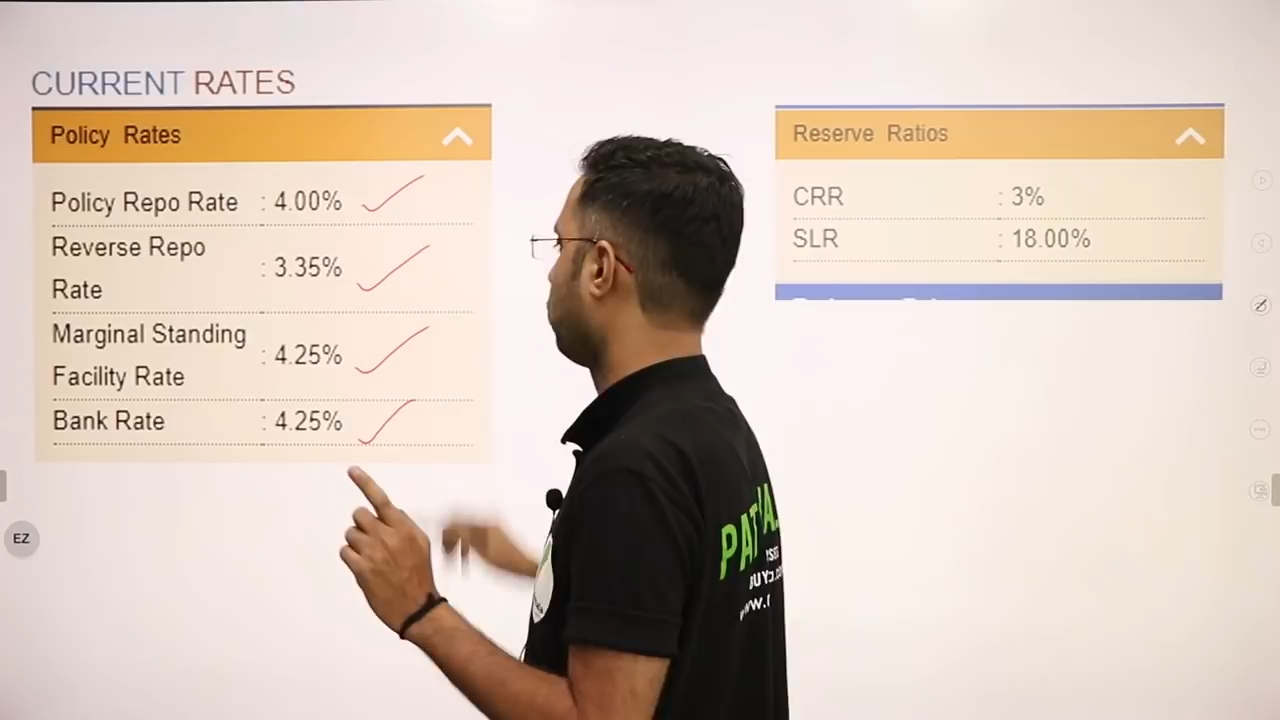 CURRENT RATES
Policy Rates
Policy Repo Rate : 4.00%
Reverse Repo
Rate : 3.35%
Marginal Standing
Facility Rate : 4.25%
Bank Rate : 4.25%
Reserve Ratios
CRR : 3%
SLR : 18.00%
EZ